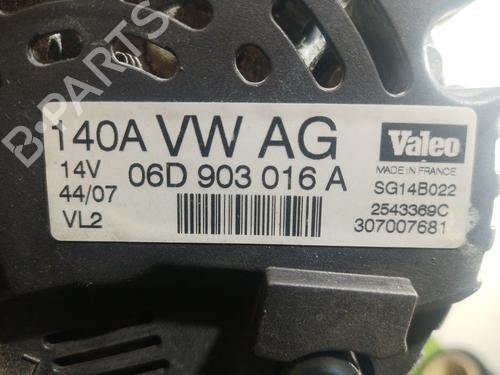 B-PARTS
140A VW AG
14V
06D 903 016 A
44/07
VL2
Valeo
MADE IN FRANCE
SG14B022
2543369C
307007681